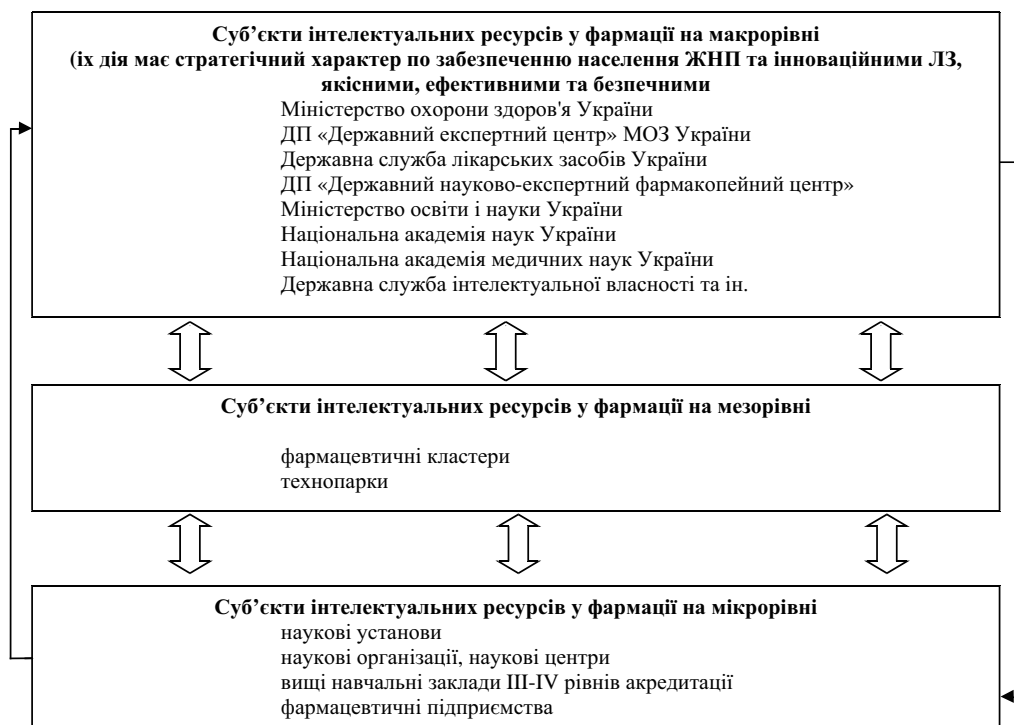 Суб’єкти інтелектуальних ресурсів у фармації на макрорівні
(їх дія має стратегічний характер по забезпеченню населення ЖНП та інноваційними ЛЗ,
якісними, ефективними та безпечними
Міністерство охорони здоров'я України
ДП «Державний експертний центр» МОЗ України
Державна служба лікарських засобів України
ДП «Державний науково-експертний фармакопейний центр»
Міністерство освіти і науки України
Національна академія наук України
Національна академія медичних наук України
Державна служба інтелектуальної власності та ін.
Суб’єкти інтелектуальних ресурсів у фармації на мезорівні
фармацевтичні кластери
технопарки
Суб’єкти інтелектуальних ресурсів у фармації на мікрорівні
наукові установи
наукові організації, наукові центри
вищі навчальні заклади III-IV рівнів акредитації
фармацевтичні підприємства